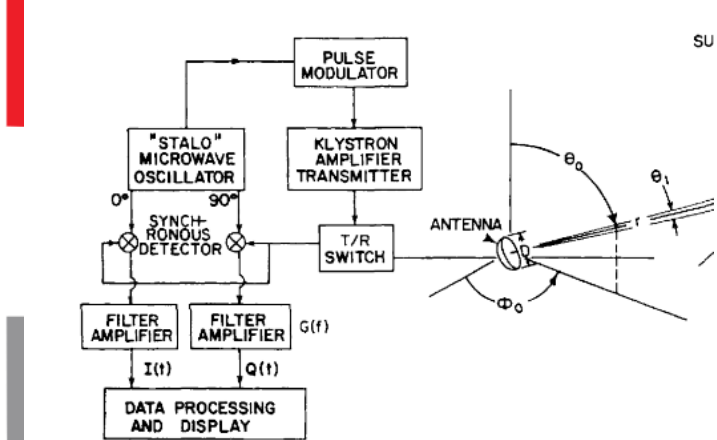 SU
PULSE
MODULATOR
"STALO"
MICROWAVE
OSCILLATOR
KLYSTRON
AMPLIFIER
TRANSMITTER
0°
90°
SYNCH-
RONOUS
DETECTOR
T/R
SWITCH
ANTENNA
D
θ₀
θ₁
r
Φ₀
FILTER
AMPLIFIER
FILTER
AMPLIFIER
G(f)
I(t)
Q(t)
DATA PROCESSING
AND DISPLAY